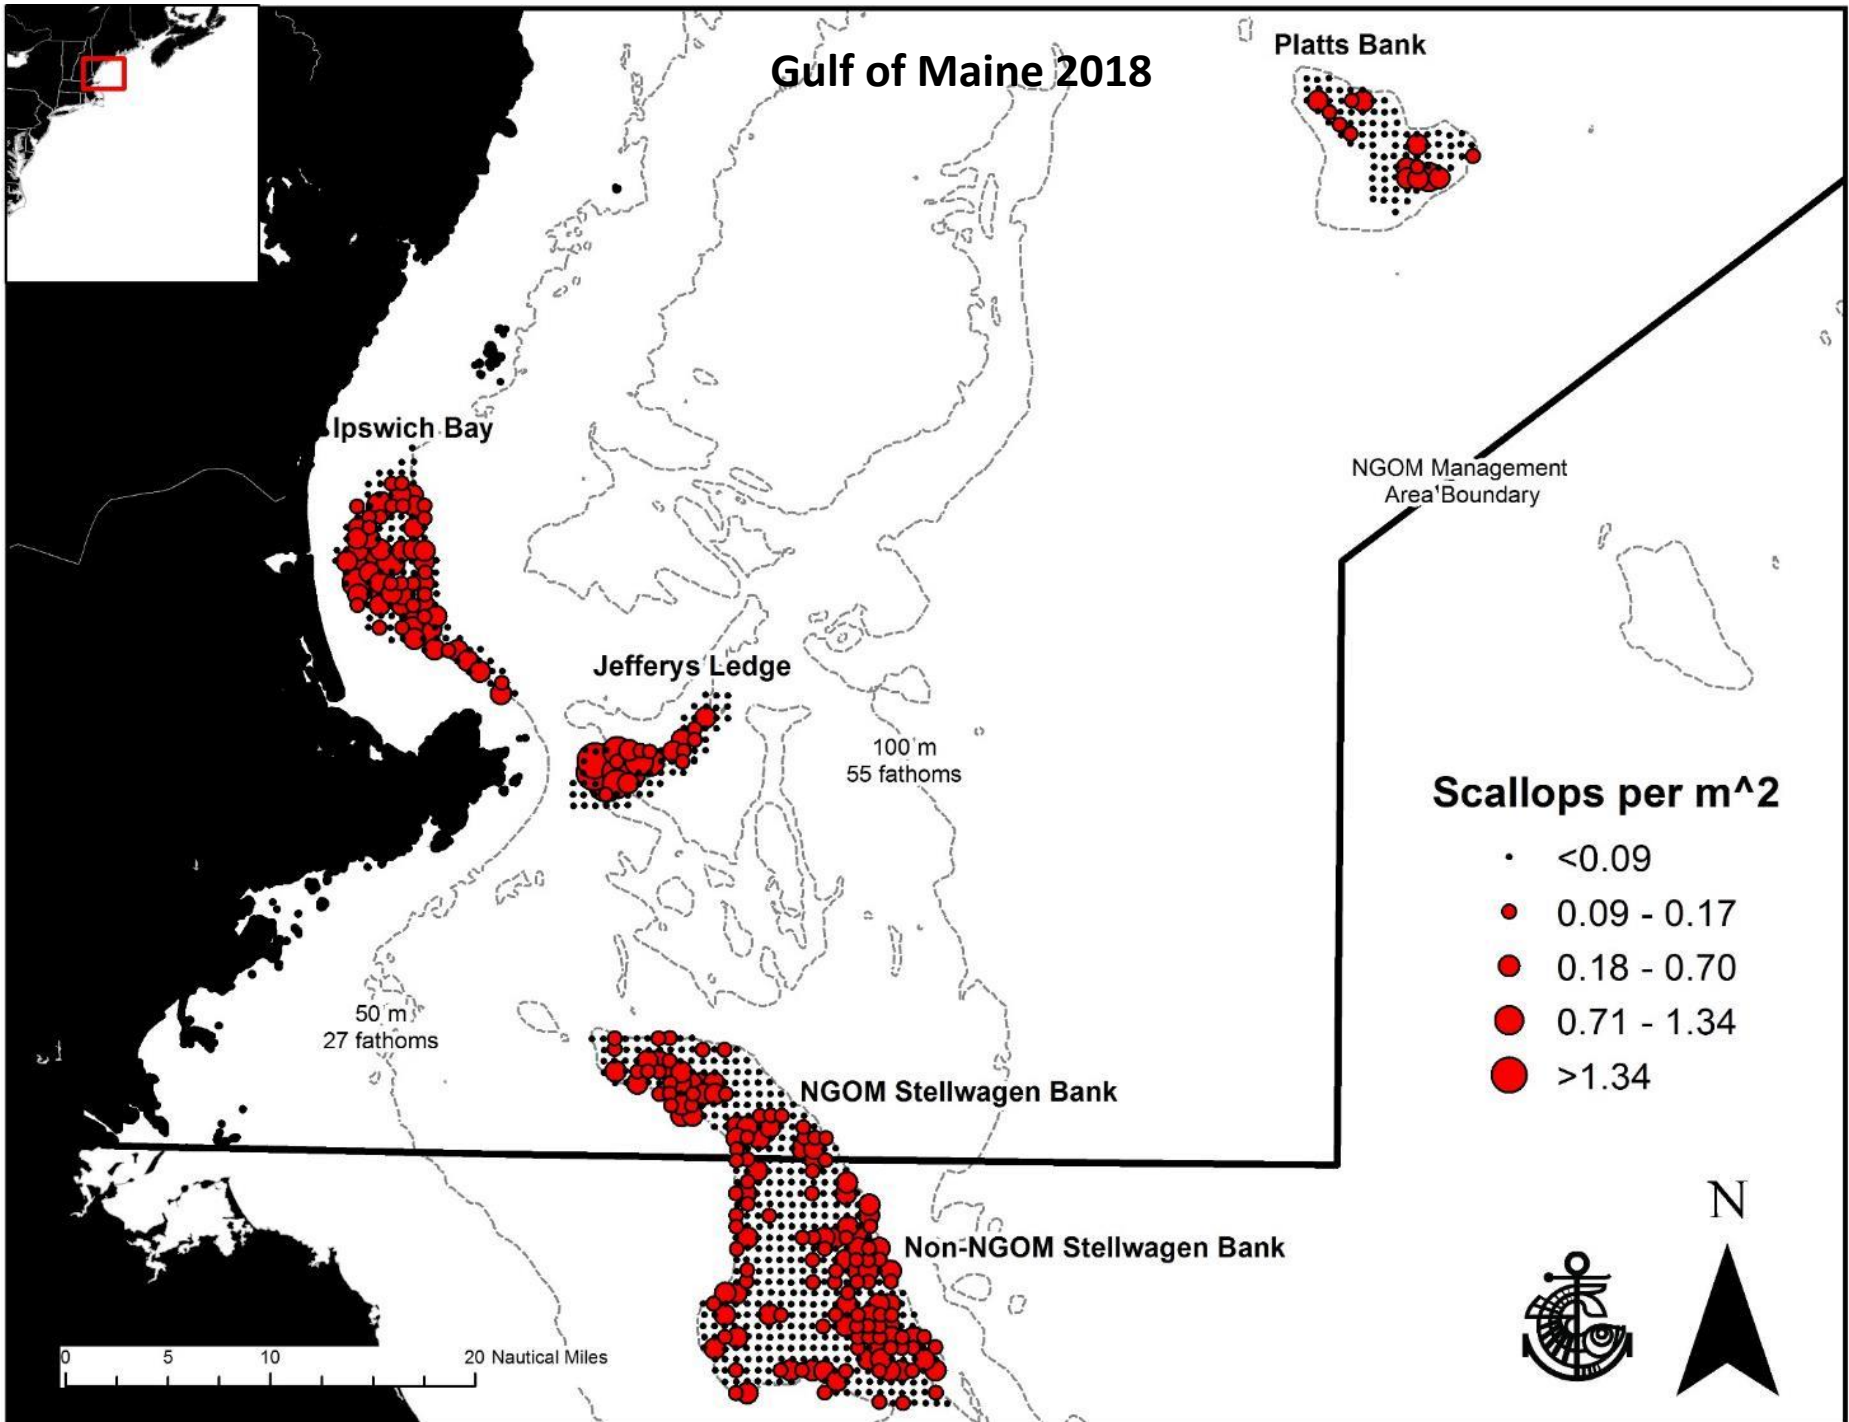 Gulf of Maine 2018
Platts Bank
Ipswich Bay
NGOM Management
Area Boundary
Jefferys Ledge
100 m
55 fathoms
Scallops per m^2
<0.09
0.09 - 0.17
0.18 - 0.70
0.71 - 1.34
>1.34
50 m
27 fathoms
NGOM Stellwagen Bank
Non-NGOM Stellwagen Bank
N
0 5 10 20 Nautical Miles